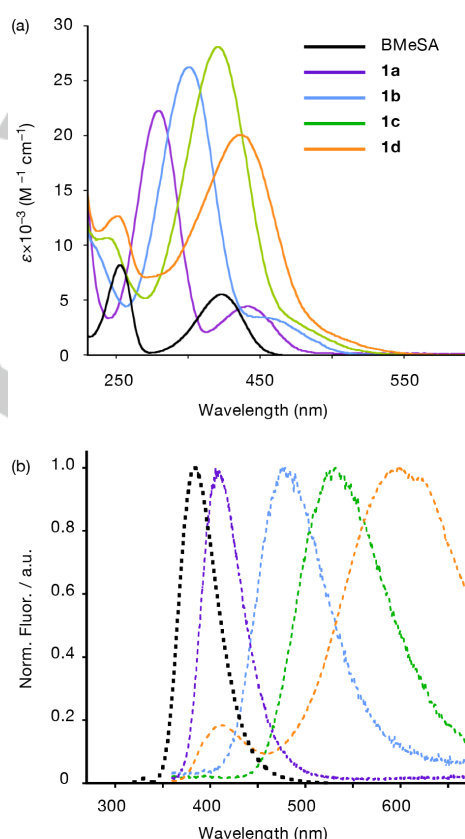 (a)
30
25
20
15
10
5
0
ε×10⁻³ (M⁻¹ cm⁻¹)
BMeSA
1a
1b
1c
1d
250
450
550
Wavelength (nm)
(b)
1.0
0.8
0.6
0.4
0.2
0
Norm. Fluor. / a.u.
300
400
500
600
Wavelength (nm)